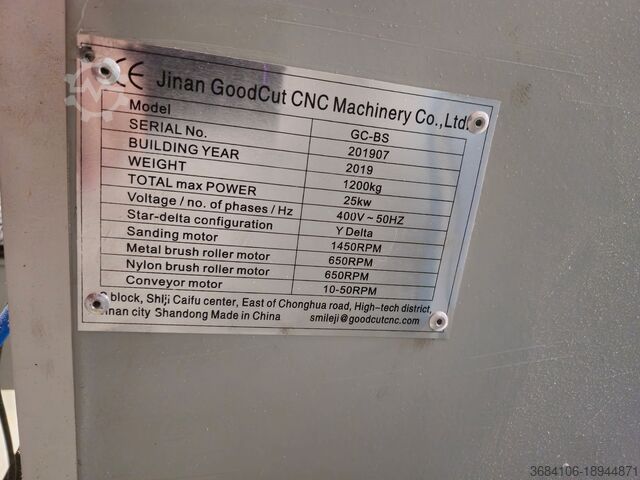 CE Jinan GoodCut CNC Machinery Co.,Ltd.
Model GC-BS
SERIAL No. 201907
BUILDING YEAR 2019
WEIGHT 1200kg
TOTAL max POWER 25kw
Voltage / no. of phases / Hz 400V ~ 50HZ
Star-delta configuration Y Delta
Sanding motor 1450RPM
Metal brush roller motor 650RPM
Nylon brush roller motor 650RPM
Conveyor motor 10-50RPM
block, Shiji Caifu center, East of Chonghua road, High-tech district,
city Shandong Made in China smileji@goodcutcnc.com
3684106-18944871